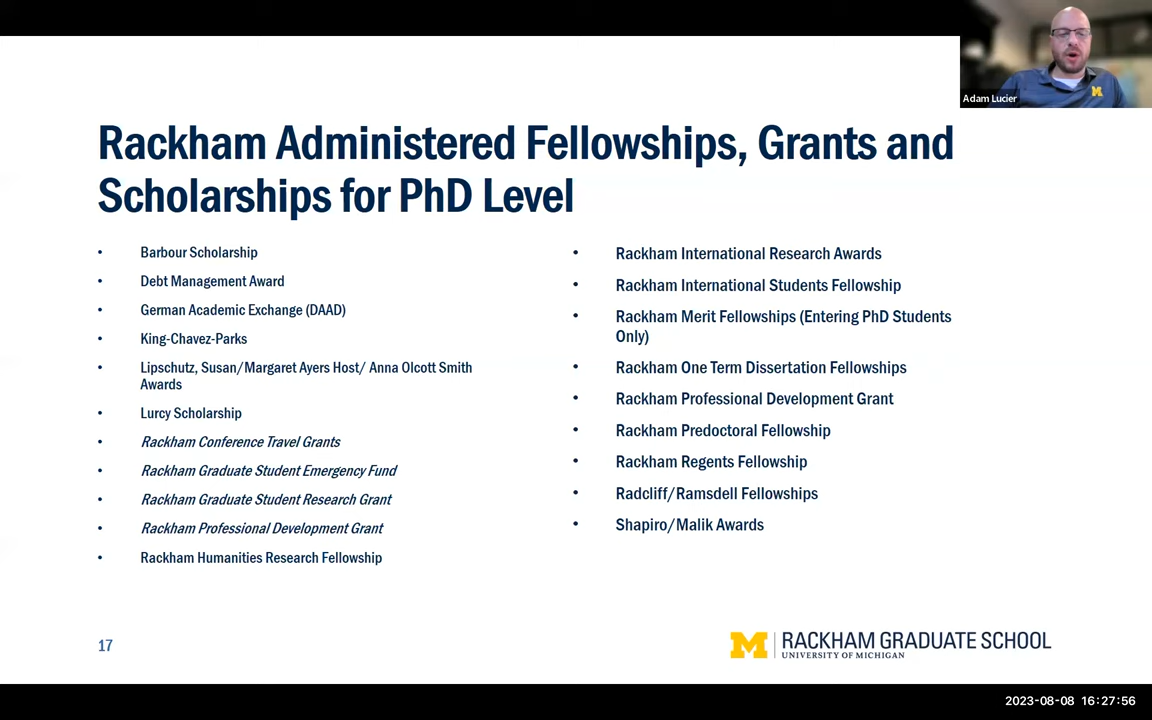 Adam Lucier
Rackham Administered Fellowships, Grants and
Scholarships for PhD Level
• Barbour Scholarship
• Debt Management Award
• German Academic Exchange (DAAD)
• King-Chavez-Parks
• Lipschutz, Susan/Margaret Ayers Host/ Anna Olcott Smith
Awards
• Lurcy Scholarship
• Rackham Conference Travel Grants
• Rackham Graduate Student Emergency Fund
• Rackham Graduate Student Research Grant
• Rackham Professional Development Grant
• Rackham Humanities Research Fellowship
• Rackham International Research Awards
• Rackham International Students Fellowship
• Rackham Merit Fellowships (Entering PhD Students
Only)
• Rackham One Term Dissertation Fellowships
• Rackham Professional Development Grant
• Rackham Predoctoral Fellowship
• Rackham Regents Fellowship
• Radcliff/Ramsdell Fellowships
• Shapiro/Malik Awards
17
M RACKHAM GRADUATE SCHOOL
UNIVERSITY OF MICHIGAN
2023-08-08 16:27:56